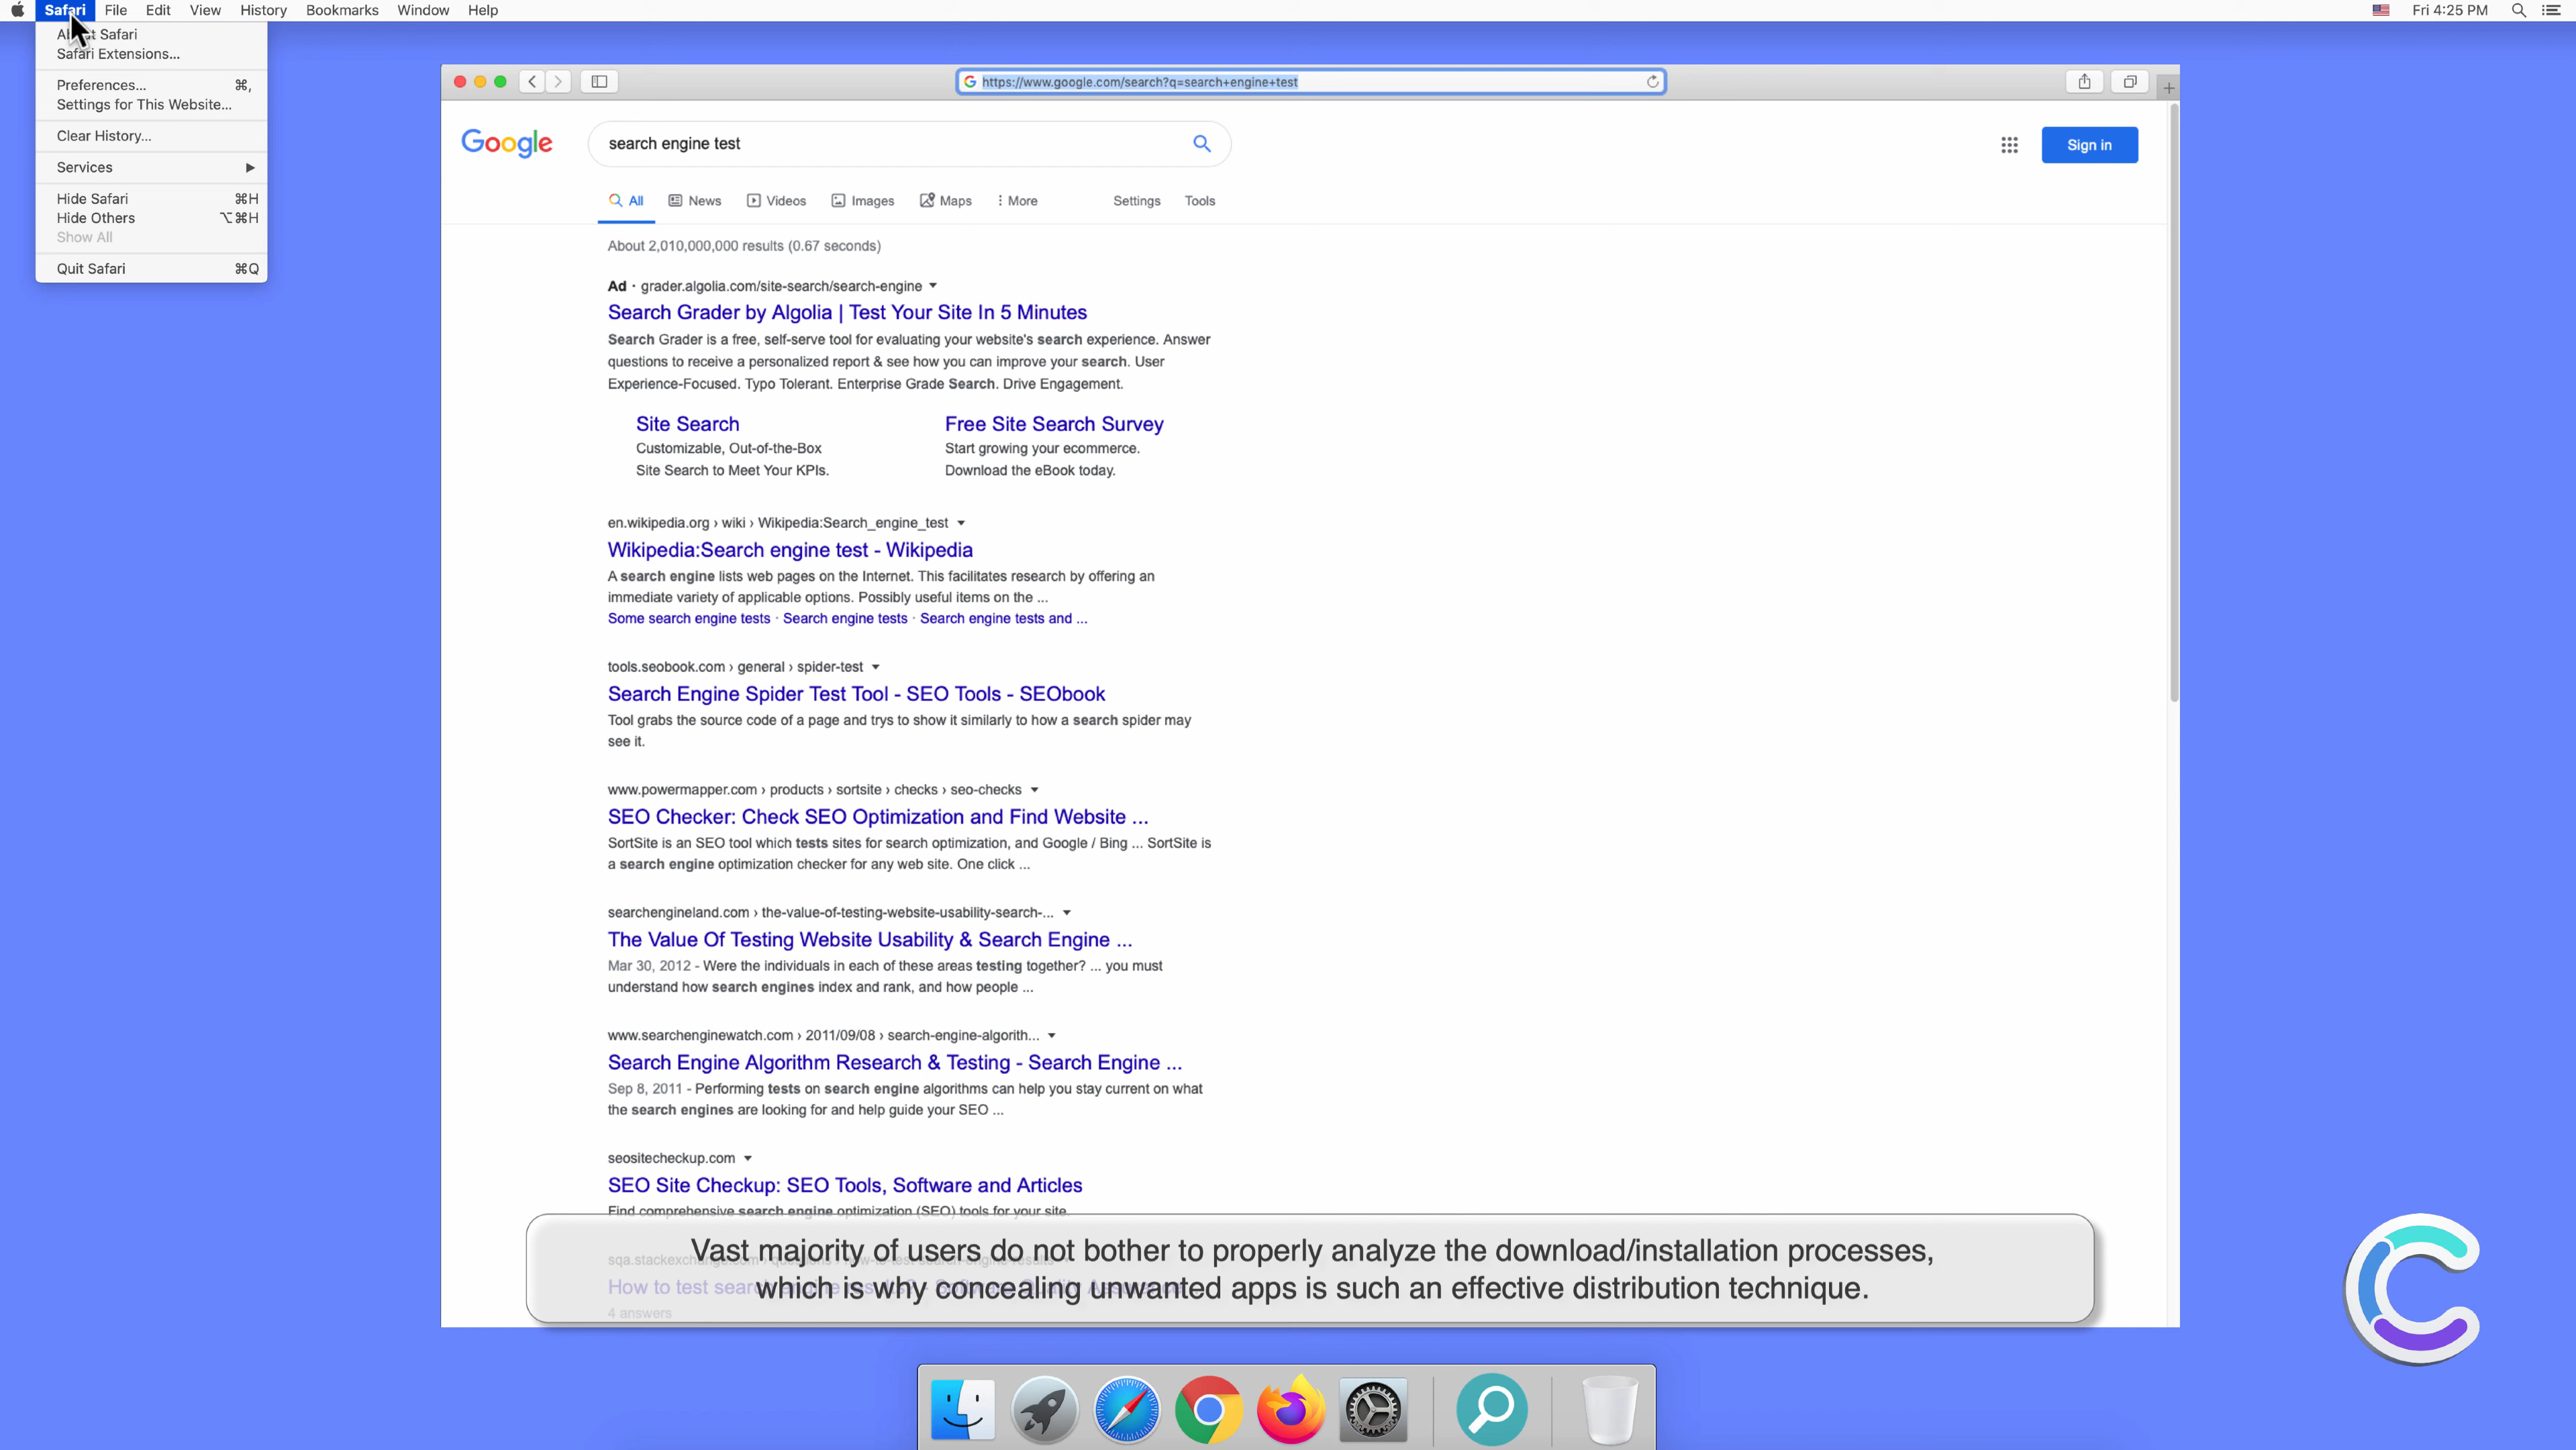 Safari File Edit View History Bookmarks Window Help
Fri 4:25 PM
Safari
Safari Extensions...
Preferences... ⌘,
Settings for This Website...
Clear History...
Services ▶
Hide Safari ⌘H
Hide Others ⌥⌘H
Show All
Quit Safari ⌘Q
https://www.google.com/search?q=search+engine+test
Google
search engine test
Sign in
All News Videos Images Maps More Settings Tools
About 2,010,000,000 results (0.67 seconds)
Ad · grader.algolia.com/site-search/search-engine
Search Grader by Algolia | Test Your Site In 5 Minutes
Search Grader is a free, self-serve tool for evaluating your website's search experience. Answer
questions to receive a personalized report & see how you can improve your search. User
Experience-Focused. Typo Tolerant. Enterprise Grade Search. Drive Engagement.
Site Search
Customizable, Out-of-the-Box
Site Search to Meet Your KPIs.
Free Site Search Survey
Start growing your ecommerce.
Download the eBook today.
en.wikipedia.org › wiki › Wikipedia:Search_engine_test
Wikipedia:Search engine test - Wikipedia
A search engine lists web pages on the Internet. This facilitates research by offering an
immediate variety of applicable options. Possibly useful items on the ...
Some search engine tests · Search engine tests · Search engine tests and ...
tools.seobook.com › general › spider-test
Search Engine Spider Test Tool - SEO Tools - SEObook
Tool grabs the source code of a page and trys to show it similarly to how a search spider may
see it.
www.powermapper.com › products › sortsite › checks › seo-checks
SEO Checker: Check SEO Optimization and Find Website ...
SortSite is an SEO tool which tests sites for search optimization, and Google / Bing ... SortSite is
a search engine optimization checker for any web site. One click ...
searchengineland.com › the-value-of-testing-website-usability-search-...
The Value Of Testing Website Usability & Search Engine ...
Mar 30, 2012 - Were the individuals in each of these areas testing together? ... you must
understand how search engines index and rank, and how people ...
www.searchenginewatch.com › 2011/09/08 › search-engine-algorith...
Search Engine Algorithm Research & Testing - Search Engine ...
Sep 8, 2011 - Performing tests on search engine algorithms can help you stay current on what
the search engines are looking for and help guide your SEO ...
seositecheckup.com
SEO Site Checkup: SEO Tools, Software and Articles
Find comprehensive search engine optimization (SEO) tools for your site.
Vast majority of users do not bother to properly analyze the download/installation processes,
which is why concealing unwanted apps is such an effective distribution technique.
How to test
4 answers